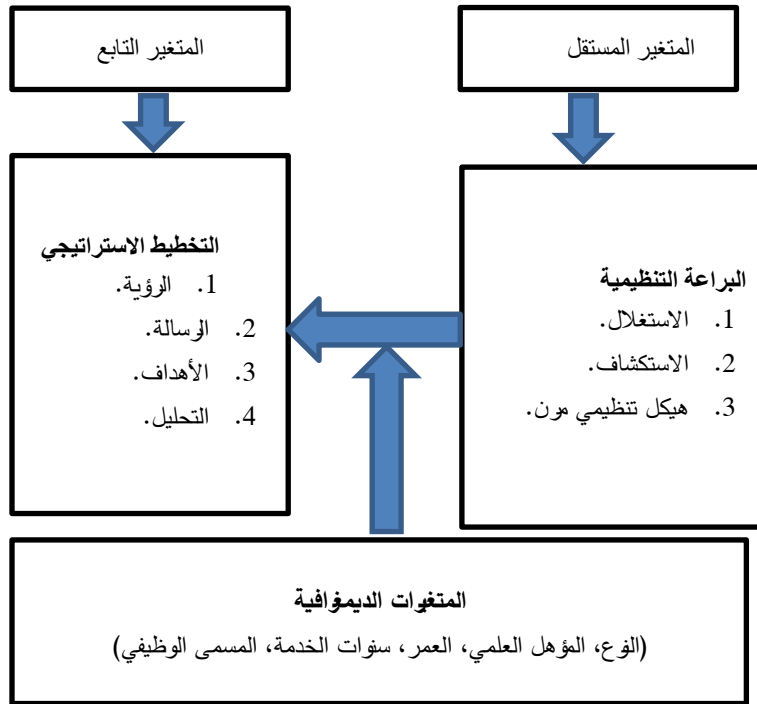 المتغير المستقل
المتغير التابع
البراعة التنظيمية
1. الاستغلال.
2. الاستكشاف.
3. هيكل تنظيمي مرن.
التخطيط الاستراتيجي
1. الرؤية.
2. الرسالة.
3. الأهداف.
4. التحليل.
المتغيرات الديمغرافية
(النوع، المؤهل العلمي، العمر، سنوات الخدمة، المسمى الوظيفي)